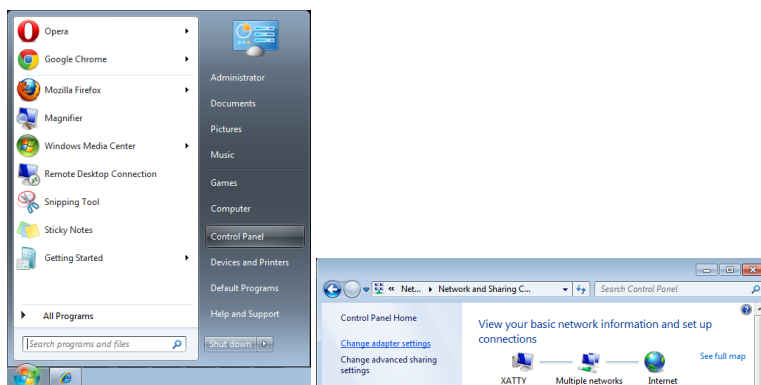 Opera
Google Chrome
Mozilla Firefox
Magnifier
Windows Media Center
Remote Desktop Connection
Snipping Tool
Sticky Notes
Getting Started
All Programs
Search programs and files
Administrator
Documents
Pictures
Music
Games
Computer
Control Panel
Devices and Printers
Default Programs
Help and Support
Shut down
« Net... Network and Sharing C...
Search Control Panel
Control Panel Home
Change adapter settings
Change advanced sharing
settings
View your basic network information and set up
connections
See full map
XATTY Multiple networks Internet